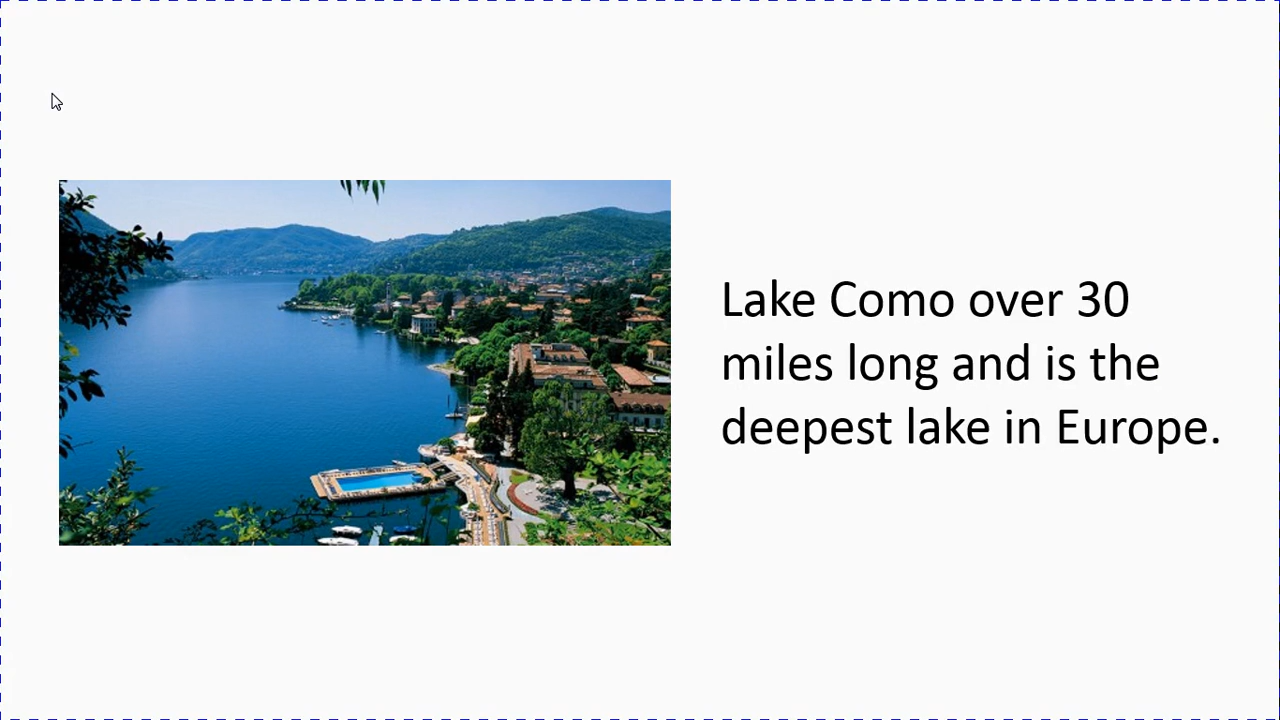 Lake Como over 30
miles long and is the
deepest lake in Europe.